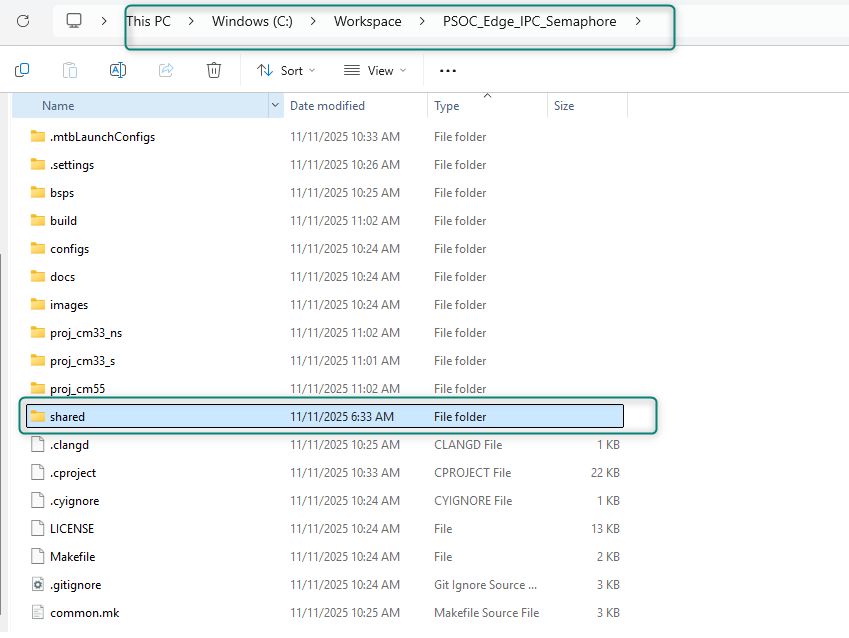 This PC > Windows (C:) > Workspace > PSOC_Edge_IPC_Semaphore >
Sort View
Name Date modified Type Size
.mtbLaunchConfigs 11/11/2025 10:33 AM File folder
.settings 11/11/2025 10:26 AM File folder
bsps 11/11/2025 10:25 AM File folder
build 11/11/2025 11:02 AM File folder
configs 11/11/2025 10:24 AM File folder
docs 11/11/2025 10:24 AM File folder
images 11/11/2025 10:24 AM File folder
proj_cm33_ns 11/11/2025 11:02 AM File folder
proj_cm33_s 11/11/2025 11:01 AM File folder
proj_cm55 11/11/2025 11:02 AM File folder
shared 11/11/2025 6:33 AM File folder
.clangd 11/11/2025 10:25 AM CLANGD File 1 KB
.cproject 11/11/2025 10:33 AM CPROJECT File 22 KB
.cyignore 11/11/2025 10:24 AM CYIGNORE File 1 KB
LICENSE 11/11/2025 10:24 AM File 13 KB
Makefile 11/11/2025 10:24 AM File 2 KB
.gitignore 11/11/2025 10:24 AM Git Ignore Source ... 3 KB
common.mk 11/11/2025 10:25 AM Makefile Source File 3 KB